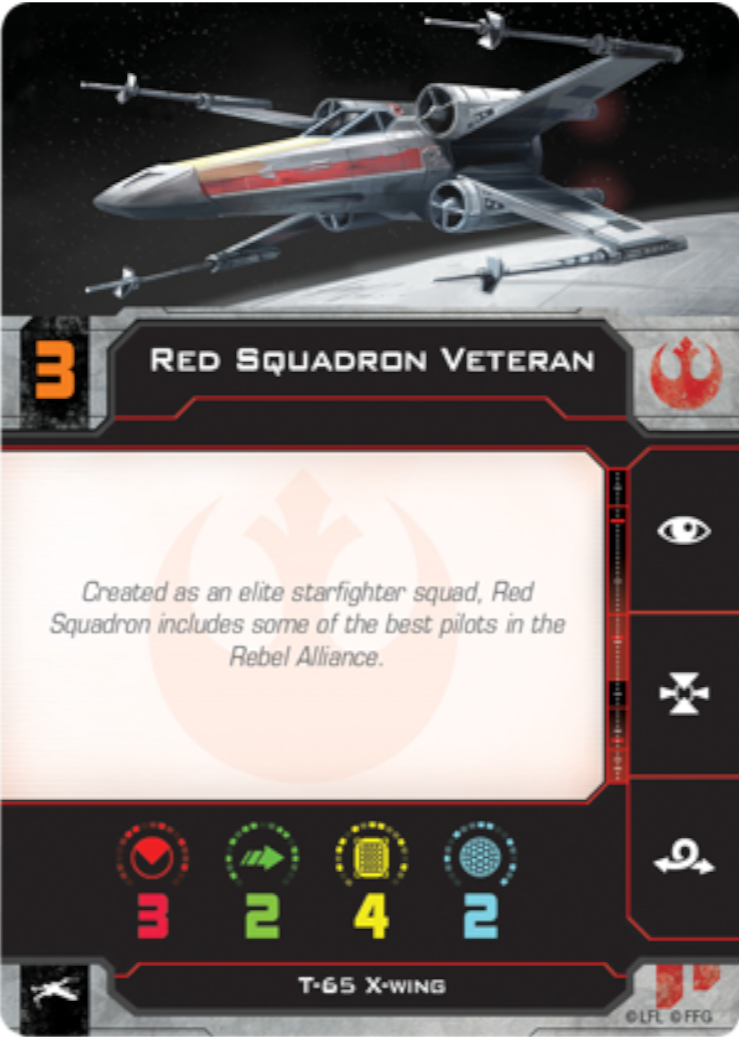 3
Red Squadron Veteran
Created as an elite starfighter squad, Red
Squadron includes some of the best pilots in the
Rebel Alliance.
3 2 4 2
T-65 X-wing
©LFL ©FFG